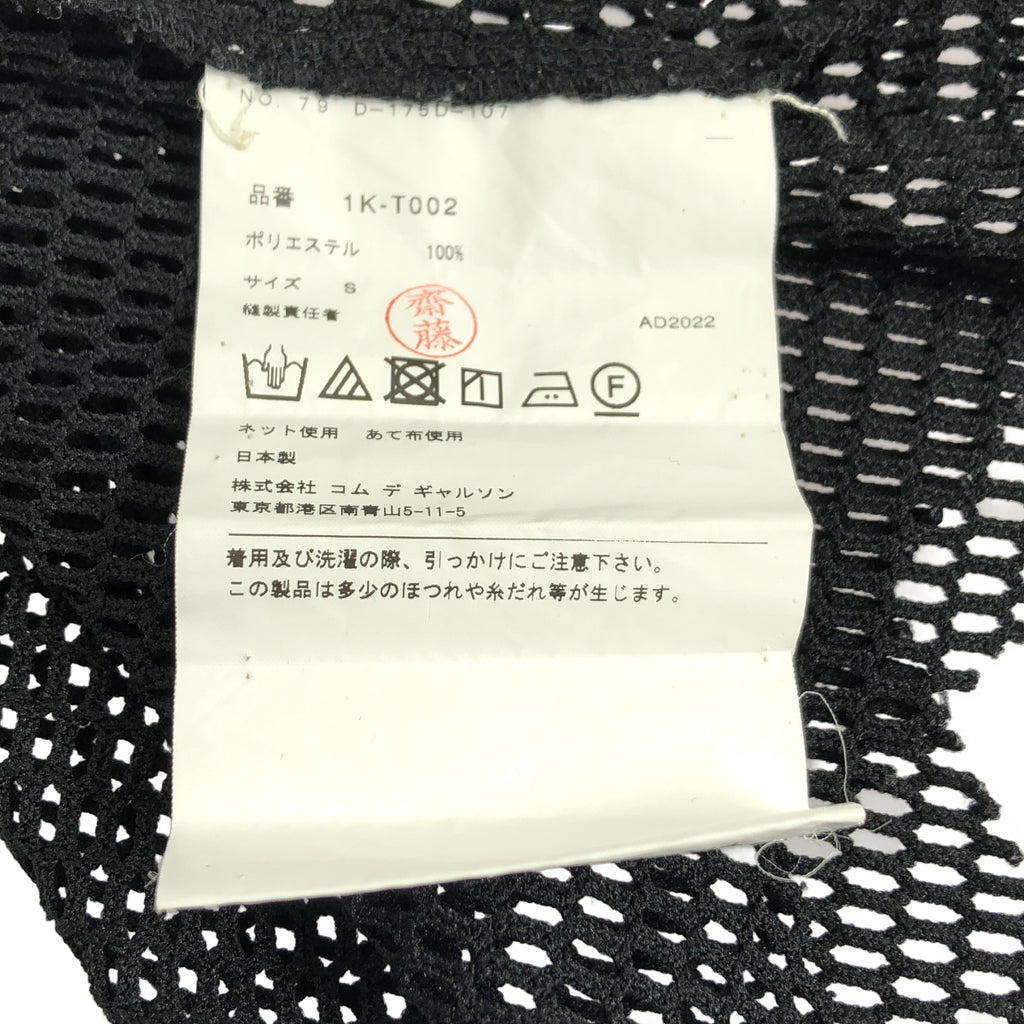 NO. 79 D-175D-107
品番 1K-T002
ポリエステル 100%
サイズ S
縫製責任者 齋藤
AD2022
F
ネット使用 あて布使用
日本製
株式会社 コム デ ギャルソン
東京都港区南青山5-11-5
着用及び洗濯の際、引っかけにご注意下さい。
この製品は多少のほつれや糸だれ等が生じます。